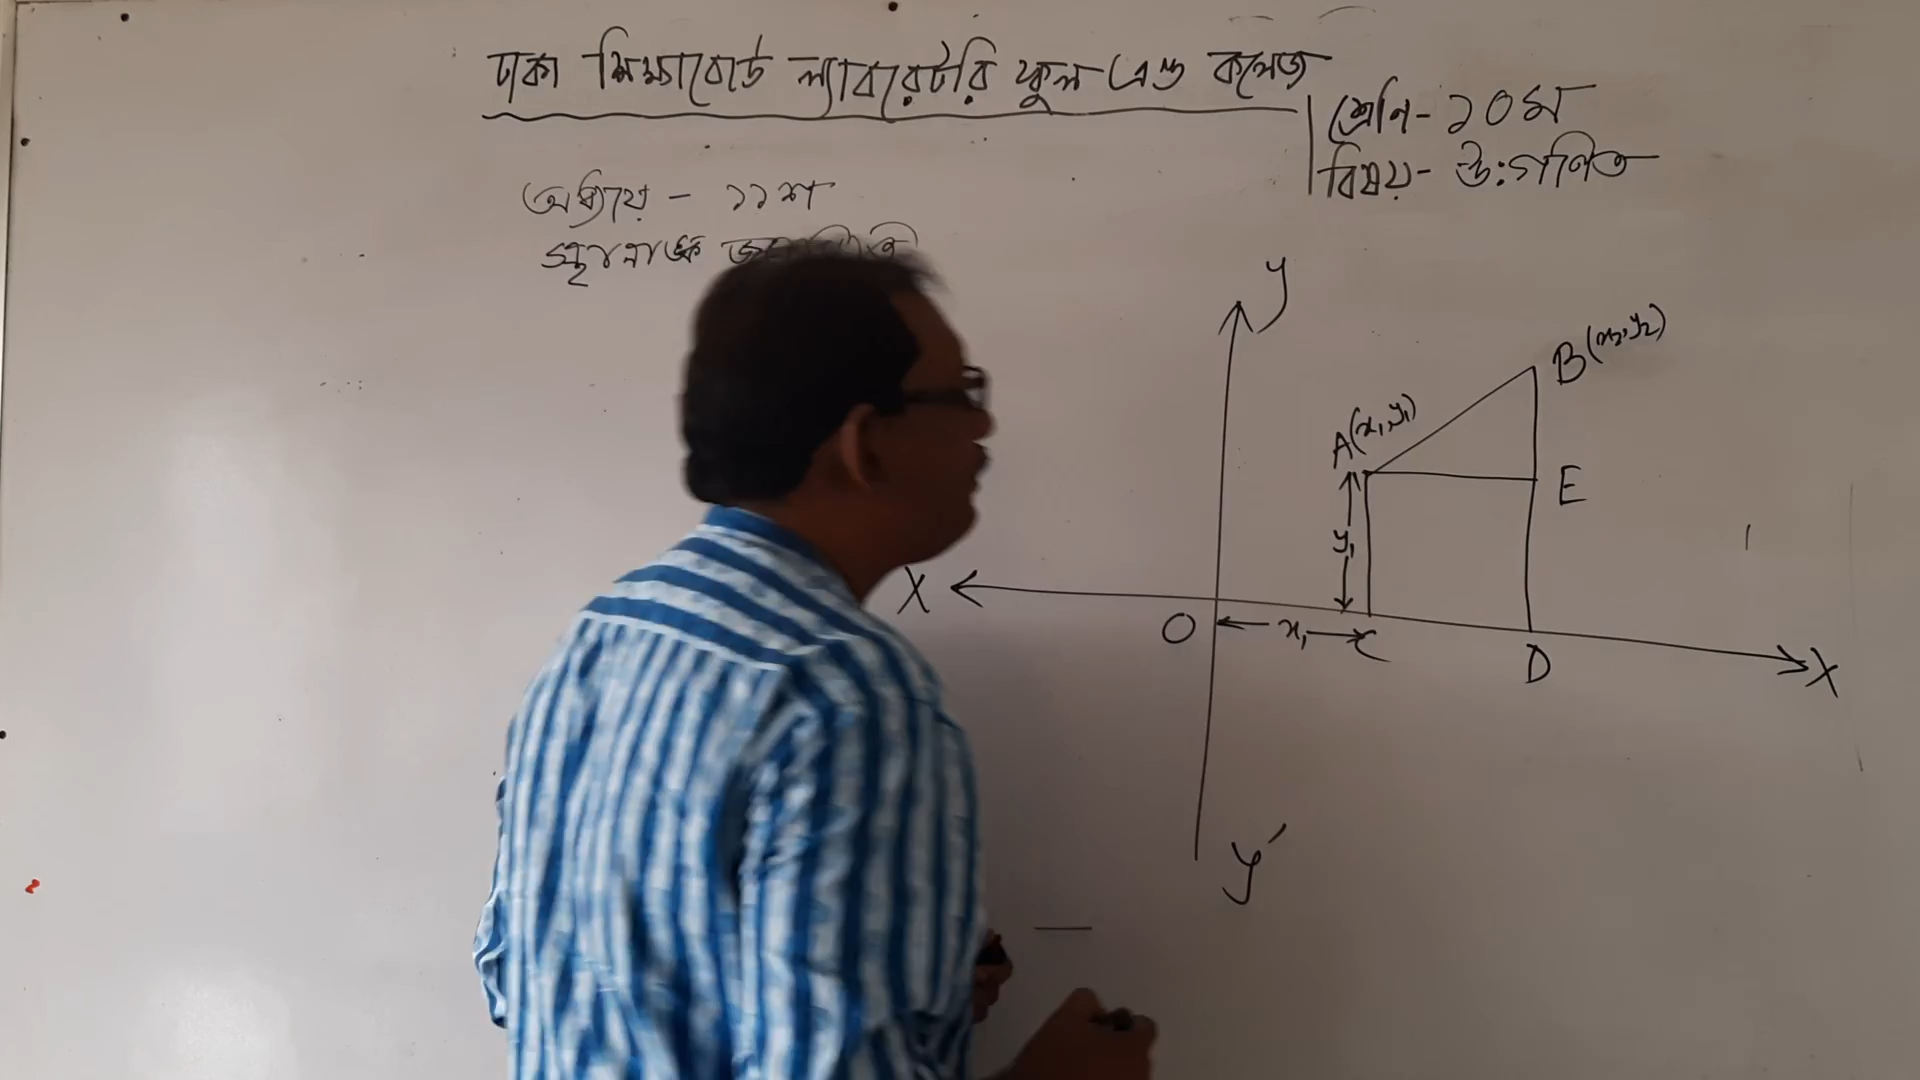 ঢাকা শিক্ষাবোর্ড ল্যাবরেটরি স্কুল এন্ড কলেজ
শ্রেণি- ১০ম
বিষয়- উ:গণিত
অধ্যায় - ১১শ
স্থানাঙ্ক
y
B(x₂,y₂)
A(x₁,y₁)
E
y₁
X
O
x₁
C
D
X
y′